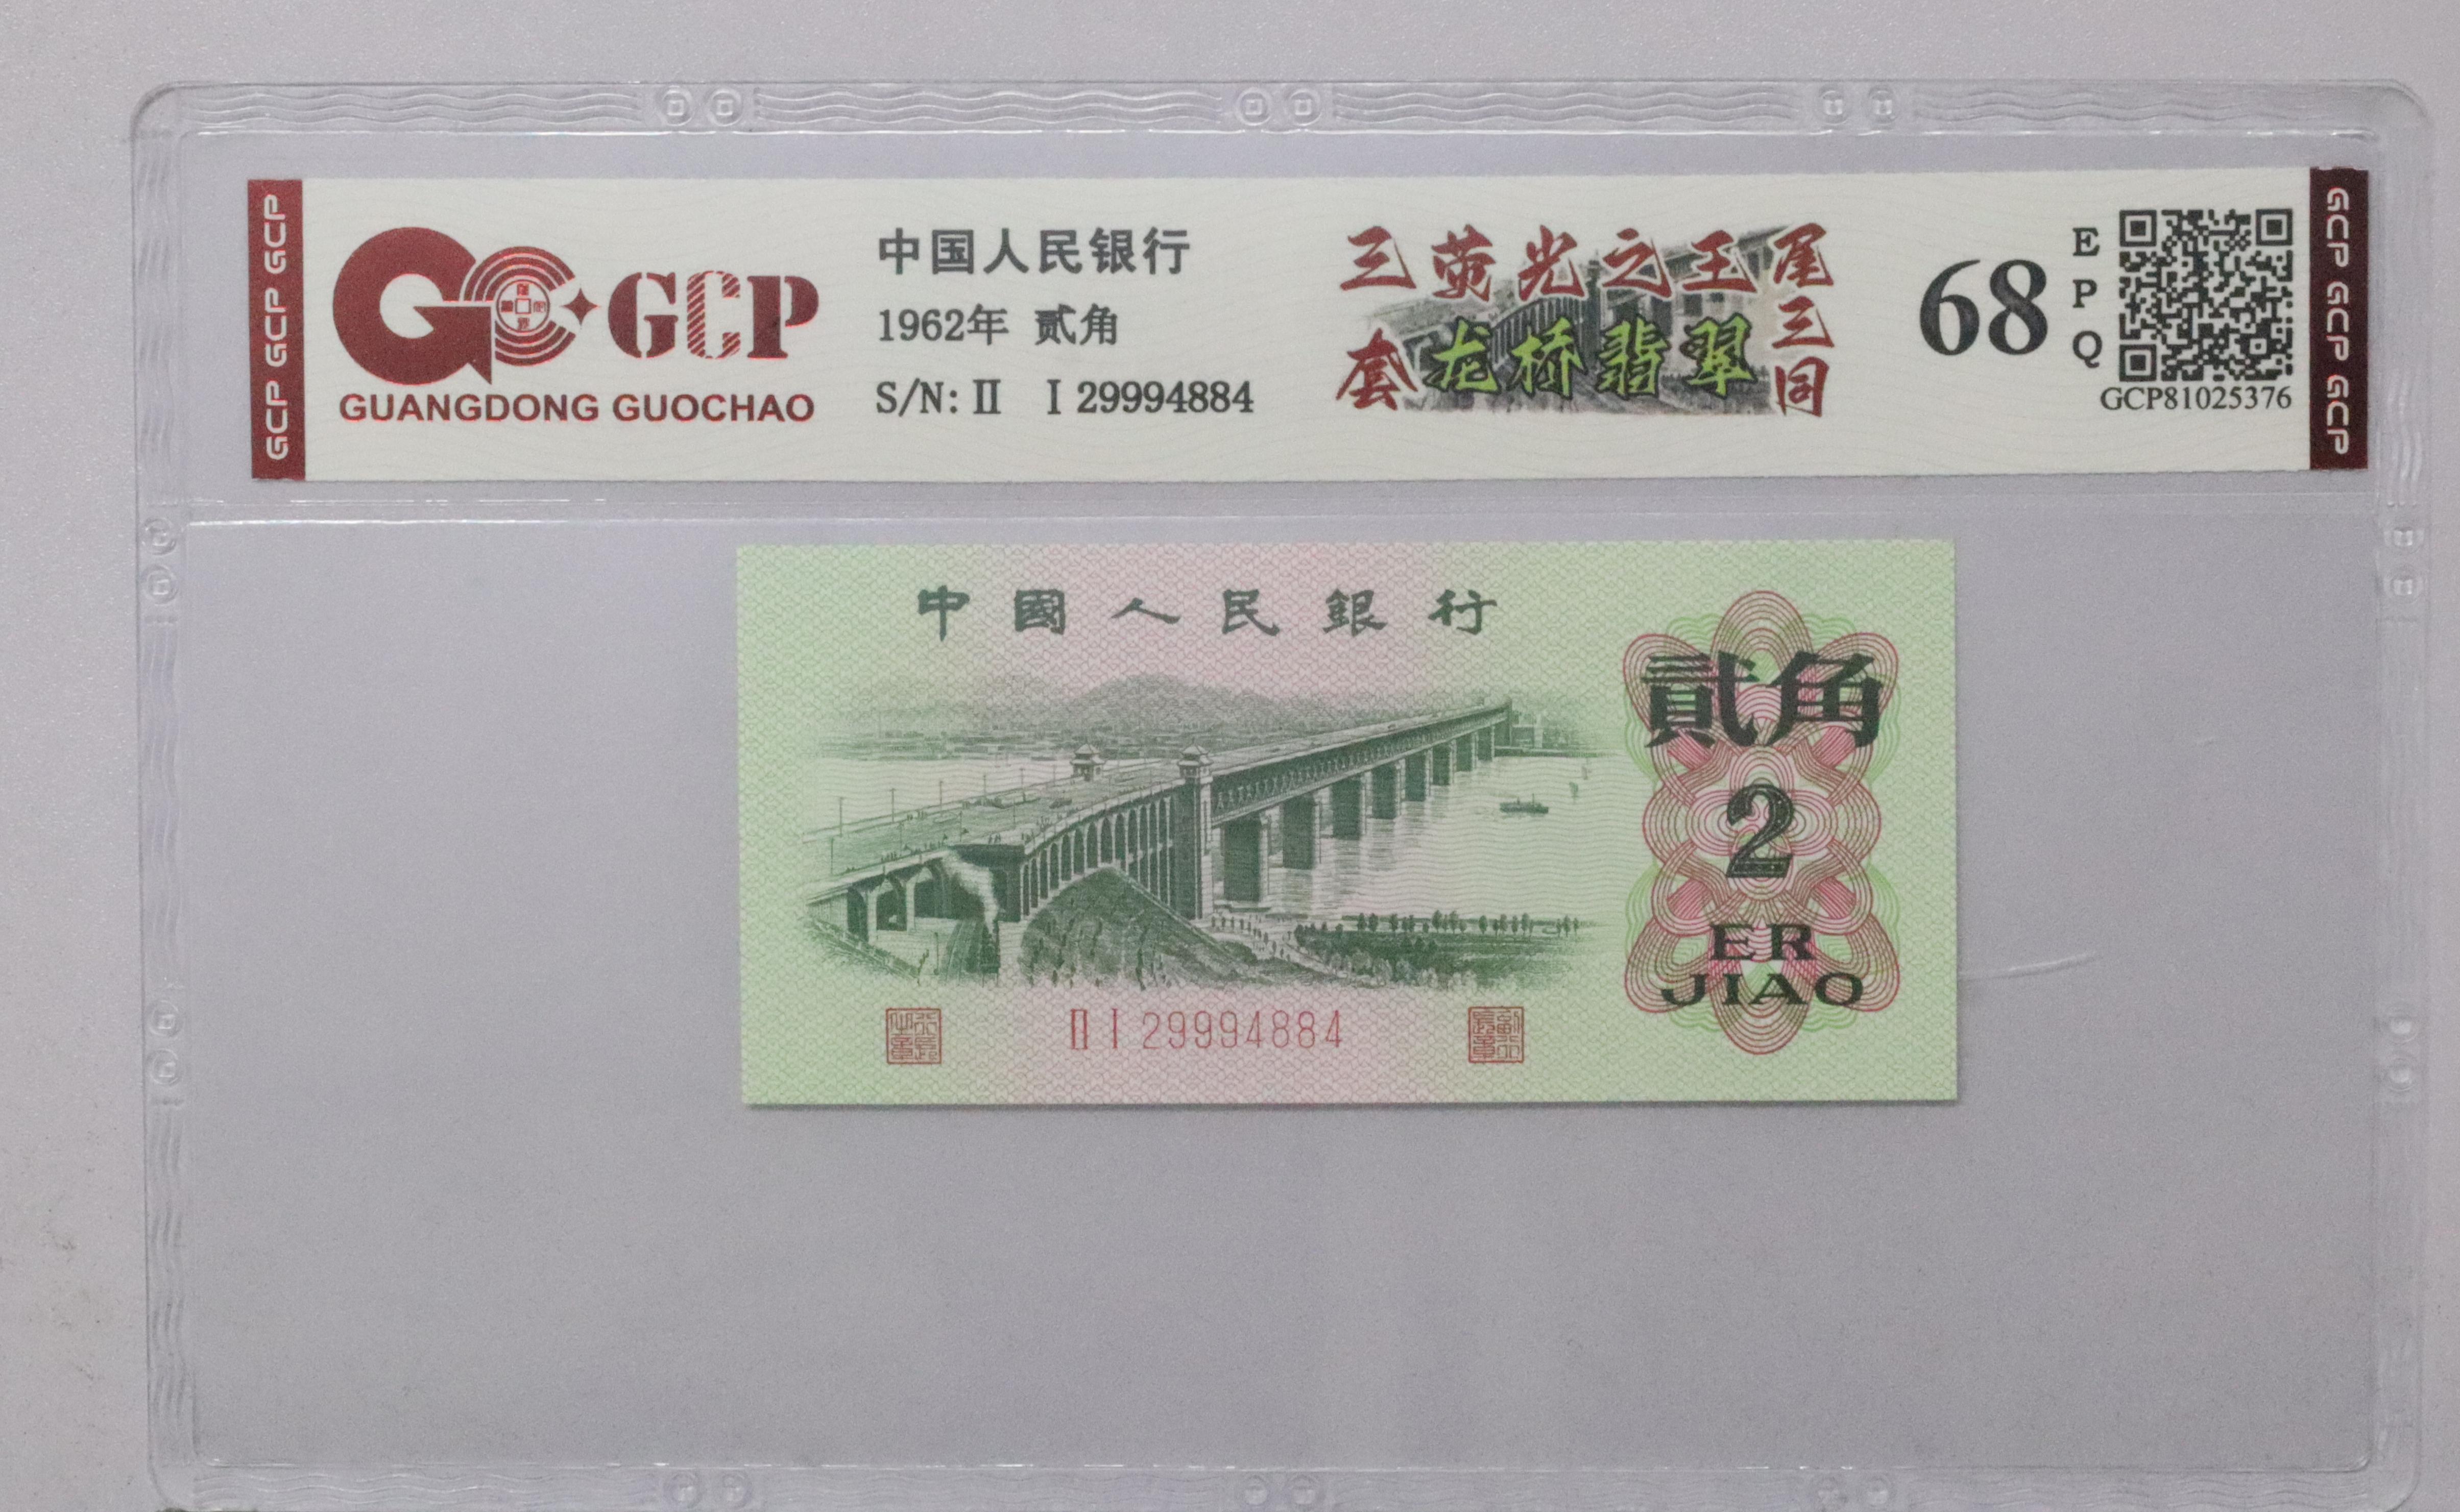 GCP GCP GCP
GCP
GUANGDONG GUOCHAO
中国人民银行
1962年 贰角
S/N: Ⅱ Ⅰ 29994884
三套
荧光之王
龙桥翡翠
尾三同
68
EPQ
GCP81025376
GCP GCP GCP
中國人民銀行
貳角
2
ER
JIAO
Ⅱ Ⅰ 29994884